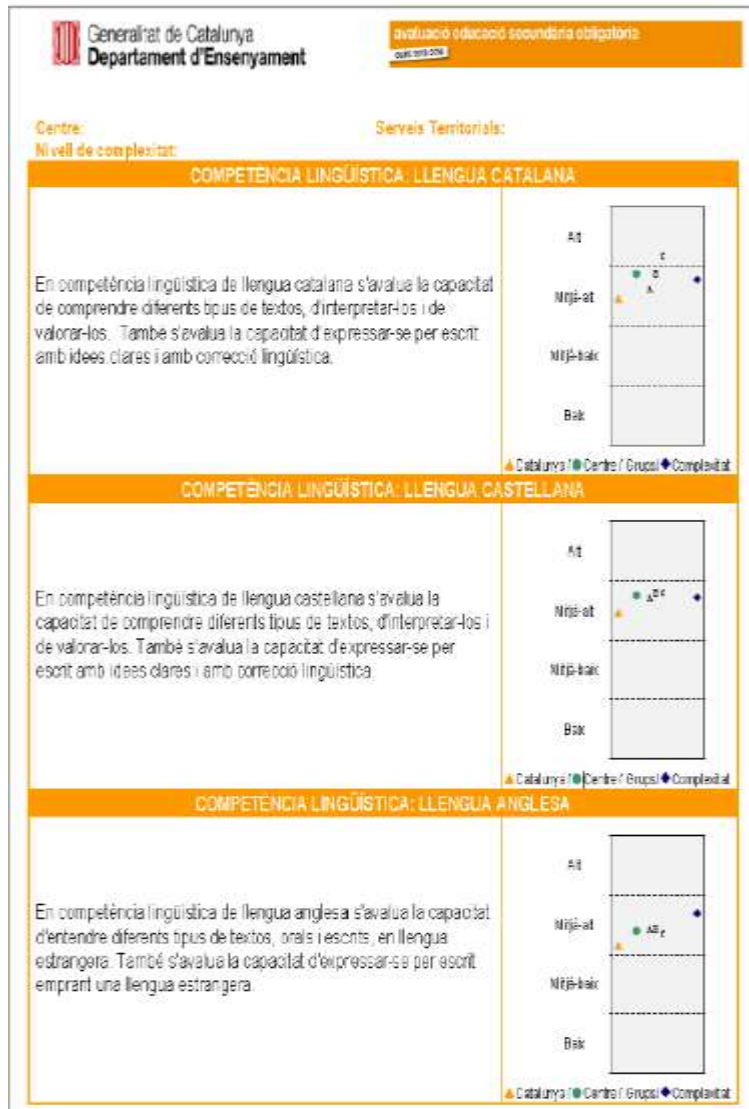 Generalitat de Catalunya
Departament d'Ensenyament
avaluació educació secundària obligatòria
Centre:
Serveis Territorials:
Nivell de complexitat:
COMPETÈNCIA LINGÜÍSTICA: LLENGUA CATALANA
En competència lingüística de llengua catalana s'avalua la capacitat
de comprendre diferents tipus de textos, d'interpretar-los i de
valorar-los. També s'avalua la capacitat d'expressar-se per escrit
amb idees clares i amb correcció lingüística.
Alt
C
B
A
Mitjà-alt
Mitjà-baix
Baix
Catalunya / Centre / Grups / Complexitat
COMPETÈNCIA LINGÜÍSTICA: LLENGUA CASTELLANA
En competència lingüística de llengua castellana s'avalua la
capacitat de comprendre diferents tipus de textos, d'interpretar-los i
de valorar-los. També s'avalua la capacitat d'expressar-se per
escrit amb idees clares i amb correcció lingüística.
Alt
A B C
Mitjà-alt
Mitjà-baix
Baix
Catalunya / Centre / Grups / Complexitat
COMPETÈNCIA LINGÜÍSTICA: LLENGUA ANGLESA
En competència lingüística de llengua anglesa s'avalua la capacitat
d'entendre diferents tipus de textos, orals i escrits, en llengua
estrangera. També s'avalua la capacitat d'expressar-se per escrit
emprant una llengua estrangera.
Alt
Mitjà-alt
A B C
Mitjà-baix
Baix
Catalunya / Centre / Grups / Complexitat